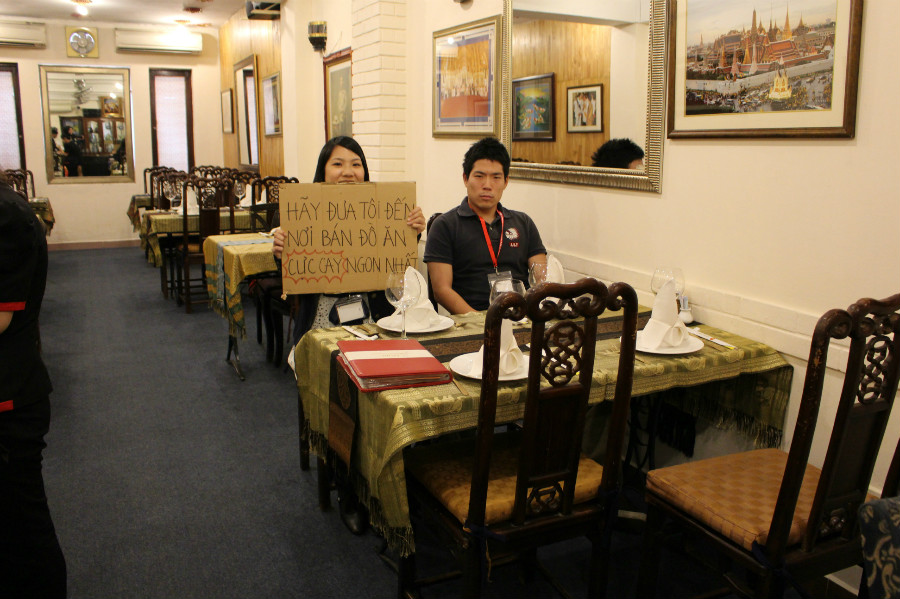 HÃY ĐƯA TÔI ĐẾN
NƠI BÁN ĐỒ ĂN
CỰC CAY NGON NHẤT